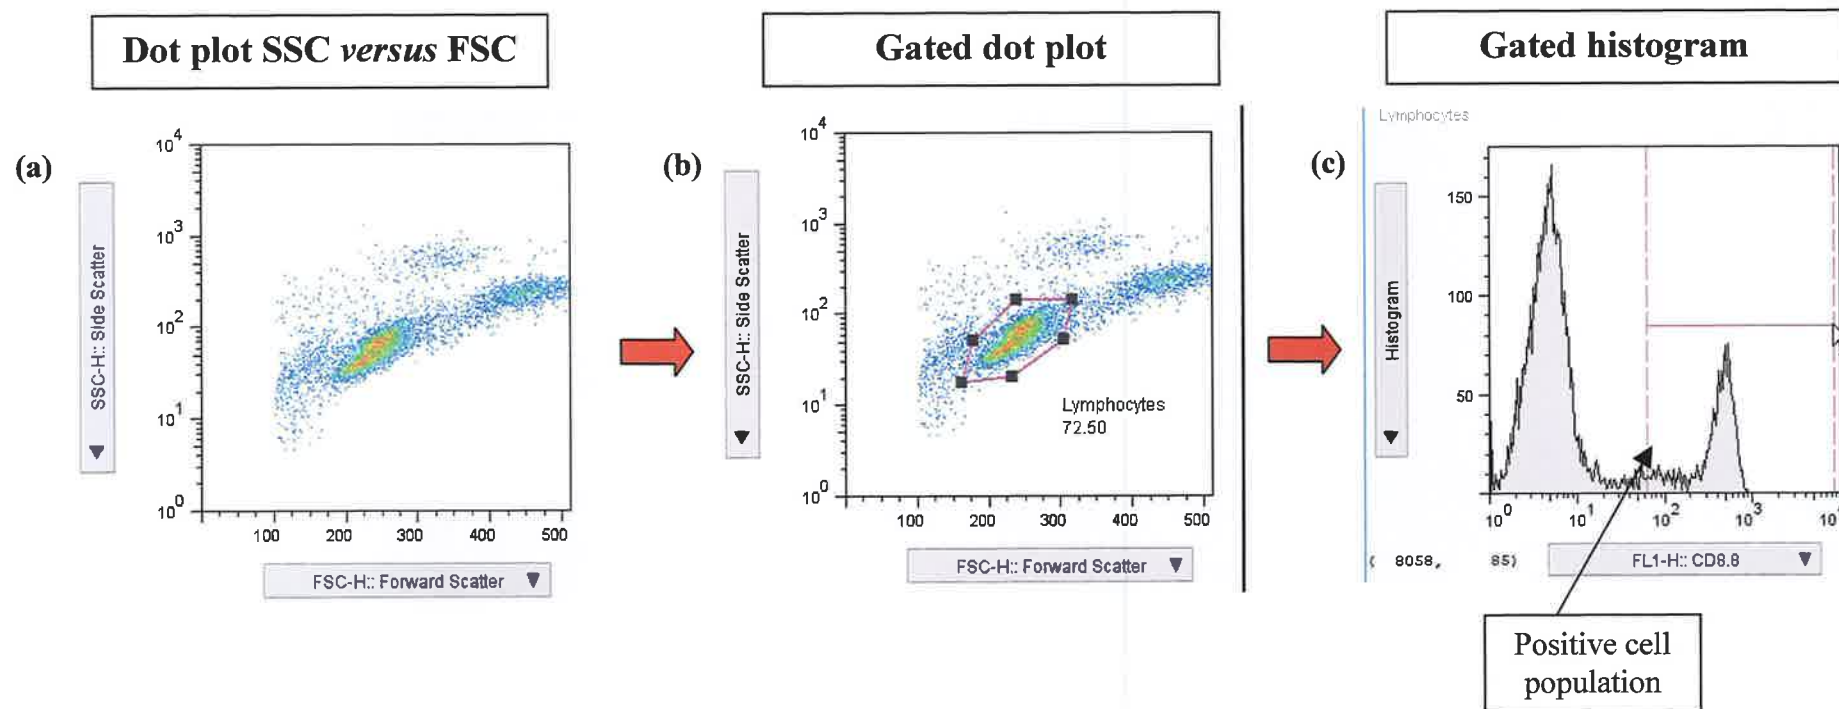 Dot plot SSC versus FSC
Gated dot plot
Gated histogram
(a)
SSC-H:: Side Scatter
10^4
10^3
10^2
10^1
10^0
100 200 300 400 500
FSC-H:: Forward Scatter
(b)
SSC-H:: Side Scatter
10^4
10^3
10^2
10^1
10^0
Lymphocytes
72.50
100 200 300 400 500
FSC-H:: Forward Scatter
(c)
Lymphocytes
Histogram
150
100
50
10^0 10^1 10^2 10^3
( 8058, 85)
FL1-H:: CD8.8
Positive cell
population